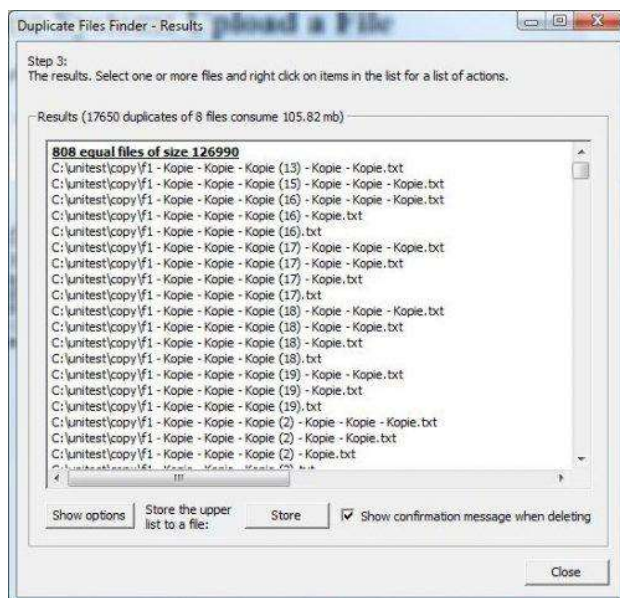 Upload a File
Duplicate Files Finder - Results
Step 3:
The results. Select one or more files and right click on items in the list for a list of actions.
Results (17650 duplicates of 8 files consume 105.82 mb)
808 equal files of size 126990
C:\unitest\copy\f1 - Kopie - Kopie - Kopie (13) - Kopie - Kopie.txt
C:\unitest\copy\f1 - Kopie - Kopie - Kopie (15) - Kopie - Kopie - Kopie.txt
C:\unitest\copy\f1 - Kopie - Kopie - Kopie (16) - Kopie - Kopie - Kopie.txt
C:\unitest\copy\f1 - Kopie - Kopie - Kopie (16) - Kopie.txt
C:\unitest\copy\f1 - Kopie - Kopie - Kopie (16).txt
C:\unitest\copy\f1 - Kopie - Kopie - Kopie (17) - Kopie - Kopie - Kopie.txt
C:\unitest\copy\f1 - Kopie - Kopie - Kopie (17) - Kopie - Kopie.txt
C:\unitest\copy\f1 - Kopie - Kopie - Kopie (17) - Kopie.txt
C:\unitest\copy\f1 - Kopie - Kopie - Kopie (17).txt
C:\unitest\copy\f1 - Kopie - Kopie - Kopie (18) - Kopie - Kopie - Kopie.txt
C:\unitest\copy\f1 - Kopie - Kopie - Kopie (18) - Kopie - Kopie.txt
C:\unitest\copy\f1 - Kopie - Kopie - Kopie (18) - Kopie.txt
C:\unitest\copy\f1 - Kopie - Kopie - Kopie (18).txt
C:\unitest\copy\f1 - Kopie - Kopie - Kopie (19) - Kopie - Kopie.txt
C:\unitest\copy\f1 - Kopie - Kopie - Kopie (19) - Kopie.txt
C:\unitest\copy\f1 - Kopie - Kopie - Kopie (19).txt
C:\unitest\copy\f1 - Kopie - Kopie - Kopie (2) - Kopie - Kopie - Kopie.txt
C:\unitest\copy\f1 - Kopie - Kopie - Kopie (2) - Kopie - Kopie.txt
C:\unitest\copy\f1 - Kopie - Kopie - Kopie (2) - Kopie.txt
Show options
Store the upper
list to a file:
Store
Show confirmation message when deleting
Close